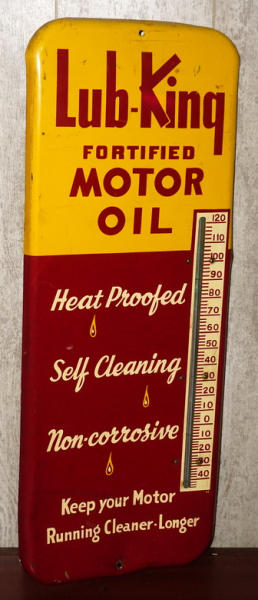 Lub-King
FORTIFIED
MOTOR
OIL
Heat Proofed
Self Cleaning
Non-corrosive
Keep your Motor
Running Cleaner-Longer
120
110
100
90
80
70
60
50
40
30
20
10
0
10
20
30
40